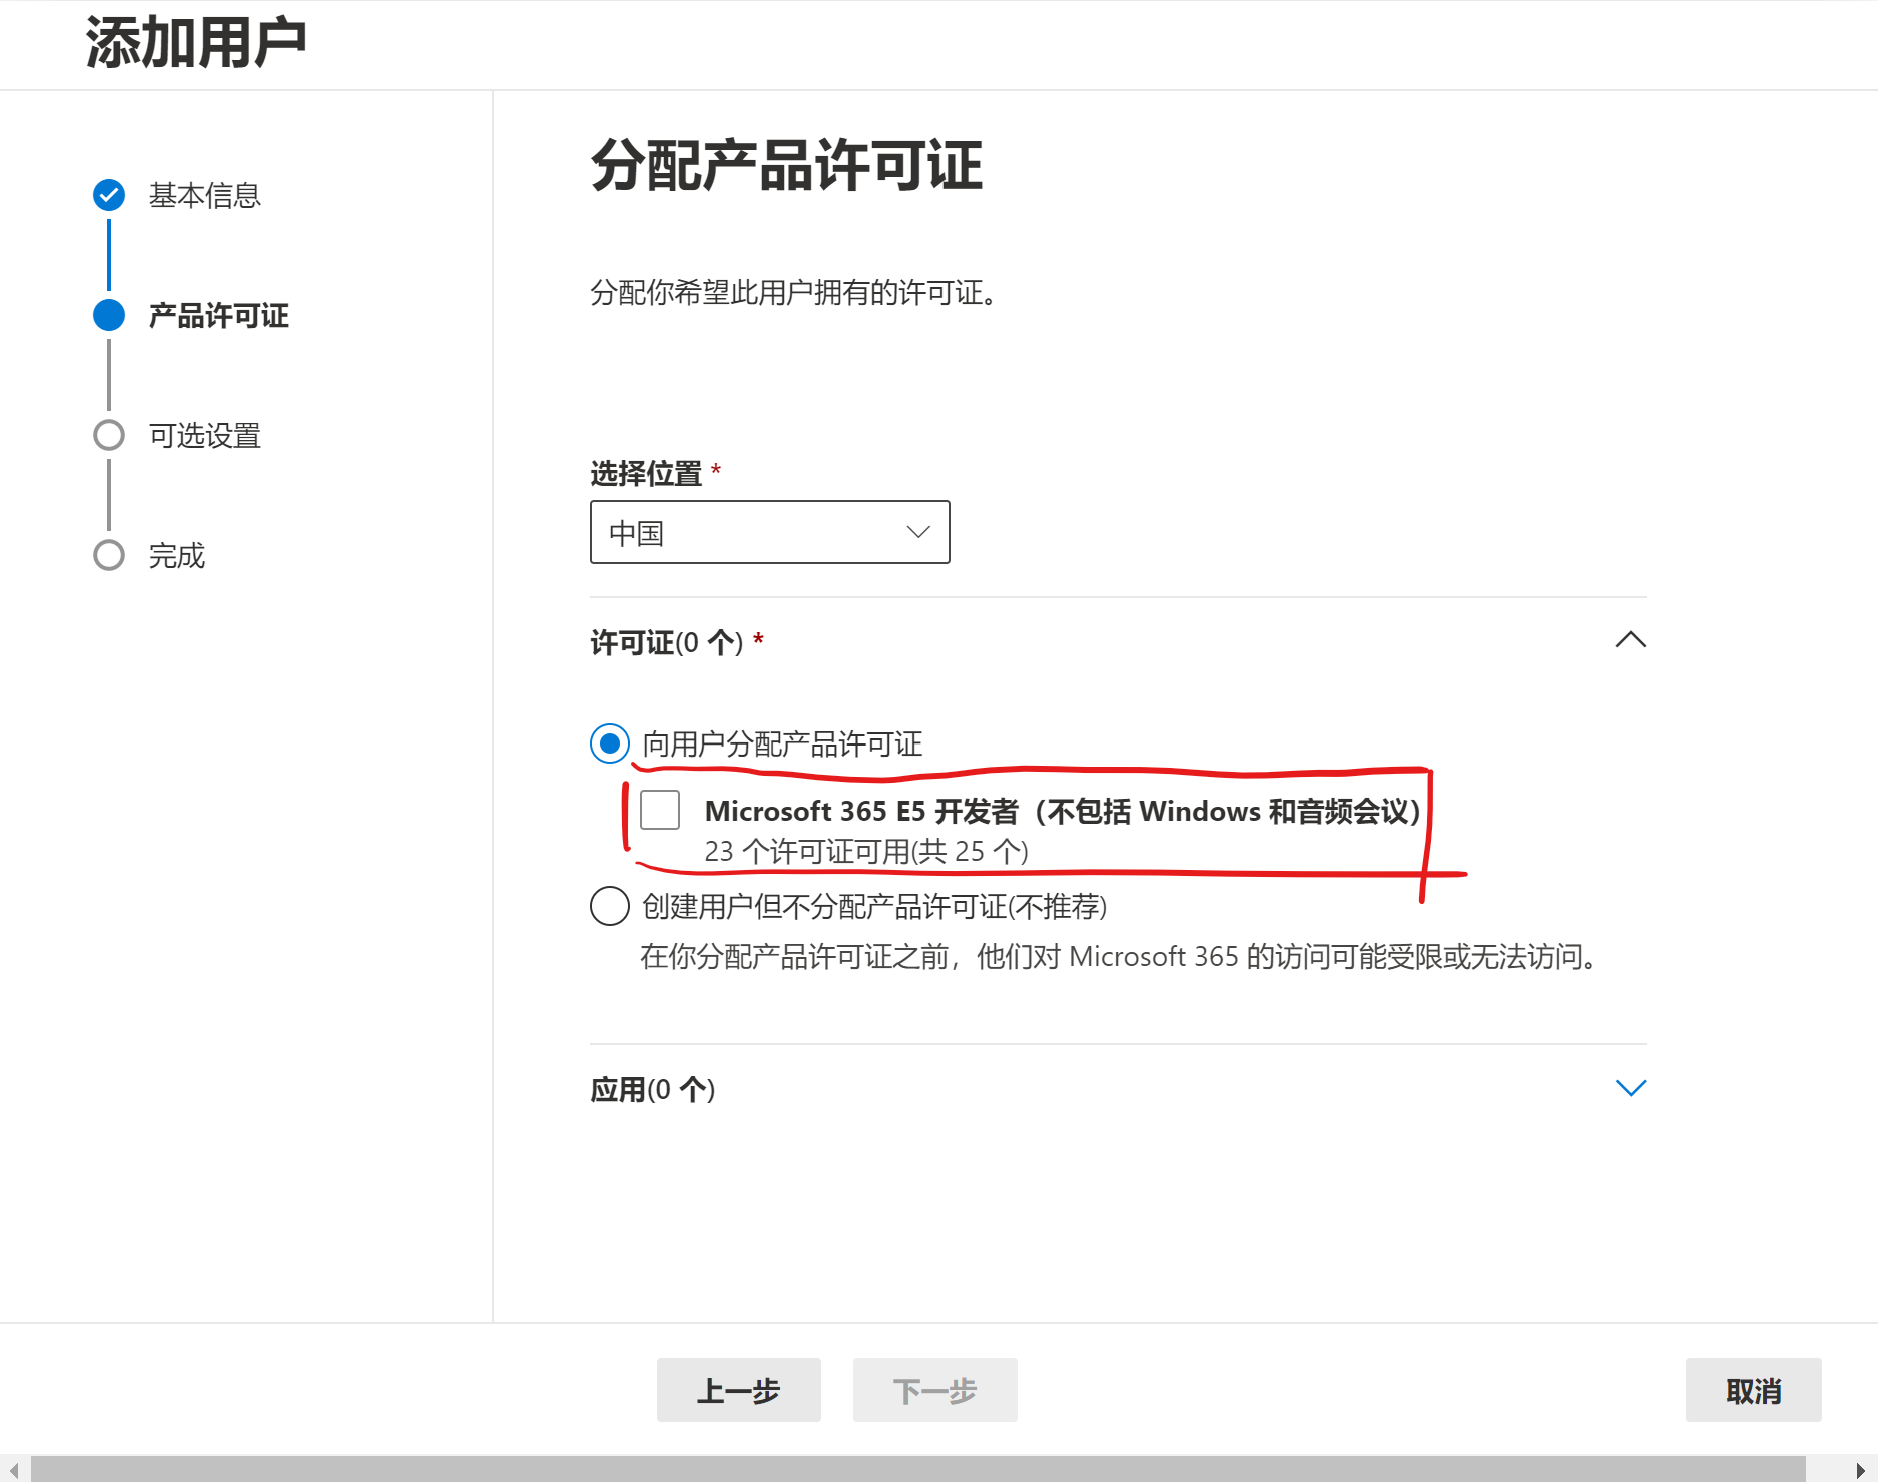 添加用户
基本信息
产品许可证
可选设置
完成
分配产品许可证
分配你希望此用户拥有的许可证。
选择位置 *
中国
许可证(0 个) *
向用户分配产品许可证
Microsoft 365 E5 开发者（不包括 Windows 和音频会议）
23 个许可证可用(共 25 个)
创建用户但不分配产品许可证(不推荐)
在你分配产品许可证之前，他们对 Microsoft 365 的访问可能受限或无法访问。
应用(0 个)
上一步
下一步
取消